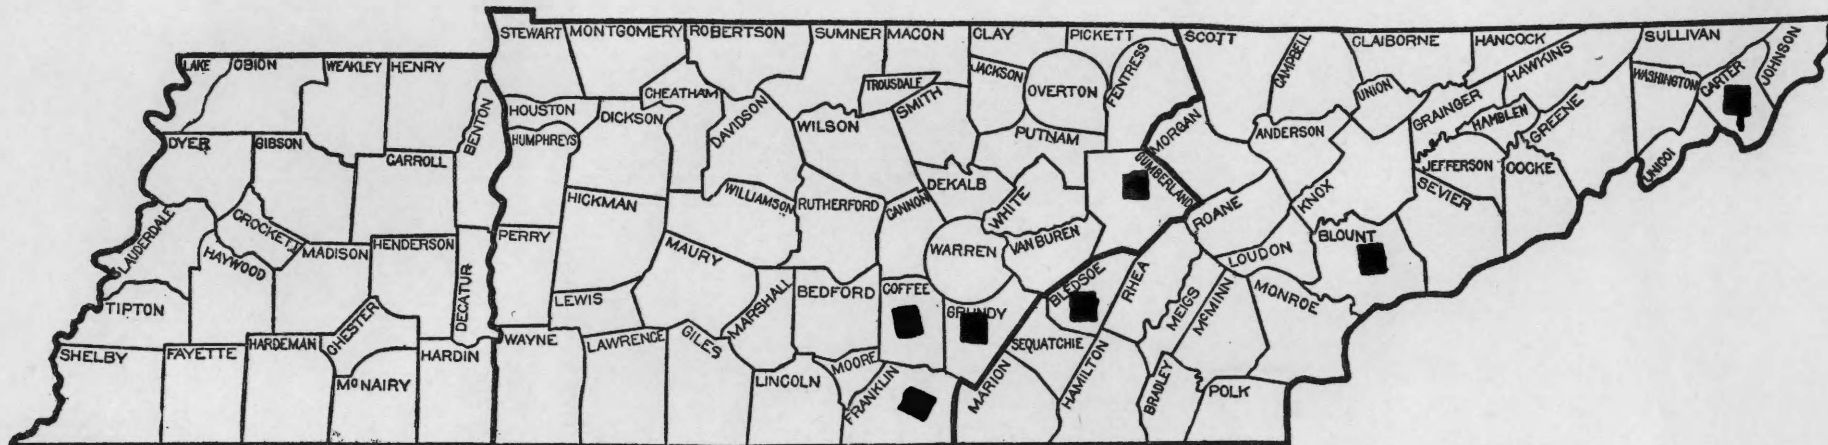 STEWART
MONTGOMERY
ROBERTSON
SUMNER
MACON
CLAY
PICKETT
SCOTT
CAMPBELL
CLAIBORNE
HANCOCK
HAWKINS
SULLIVAN
JOHNSON
CARTER
WASHINGTON
LAKE
OBION
WEAKLEY
HENRY
BENTON
HOUSTON
HUMPHREYS
DICKSON
CHEATHAM
DAVIDSON
WILSON
TROUSDALE
SMITH
JACKSON
OVERTON
FENTRESS
PUTNAM
MORGAN
ANDERSON
UNION
GRAINGER
HAMBLEN
GREENE
UNICOI
DYER
GIBSON
CARROLL
CROCKETT
LAUDERDALE
HAYWOOD
MADISON
HENDERSON
DECATUR
PERRY
HICKMAN
WILLIAMSON
RUTHERFORD
CANNON
DEKALB
WHITE
CUMBERLAND
ROANE
KNOX
JEFFERSON
COCKE
SEVIER
BLOUNT
LOUDON
MAURY
WARREN
VAN BUREN
TIPTON
LEWIS
MARSHALL
BEDFORD
COFFEE
GRUNDY
BLEDSOE
RHEA
MEIGS
McMINN
MONROE
SHELBY
FAYETTE
HARDEMAN
CHESTER
McNAIRY
HARDIN
WAYNE
LAWRENCE
GILES
LINCOLN
MOORE
FRANKLIN
MARION
SEQUATCHIE
HAMILTON
BRADLEY
POLK